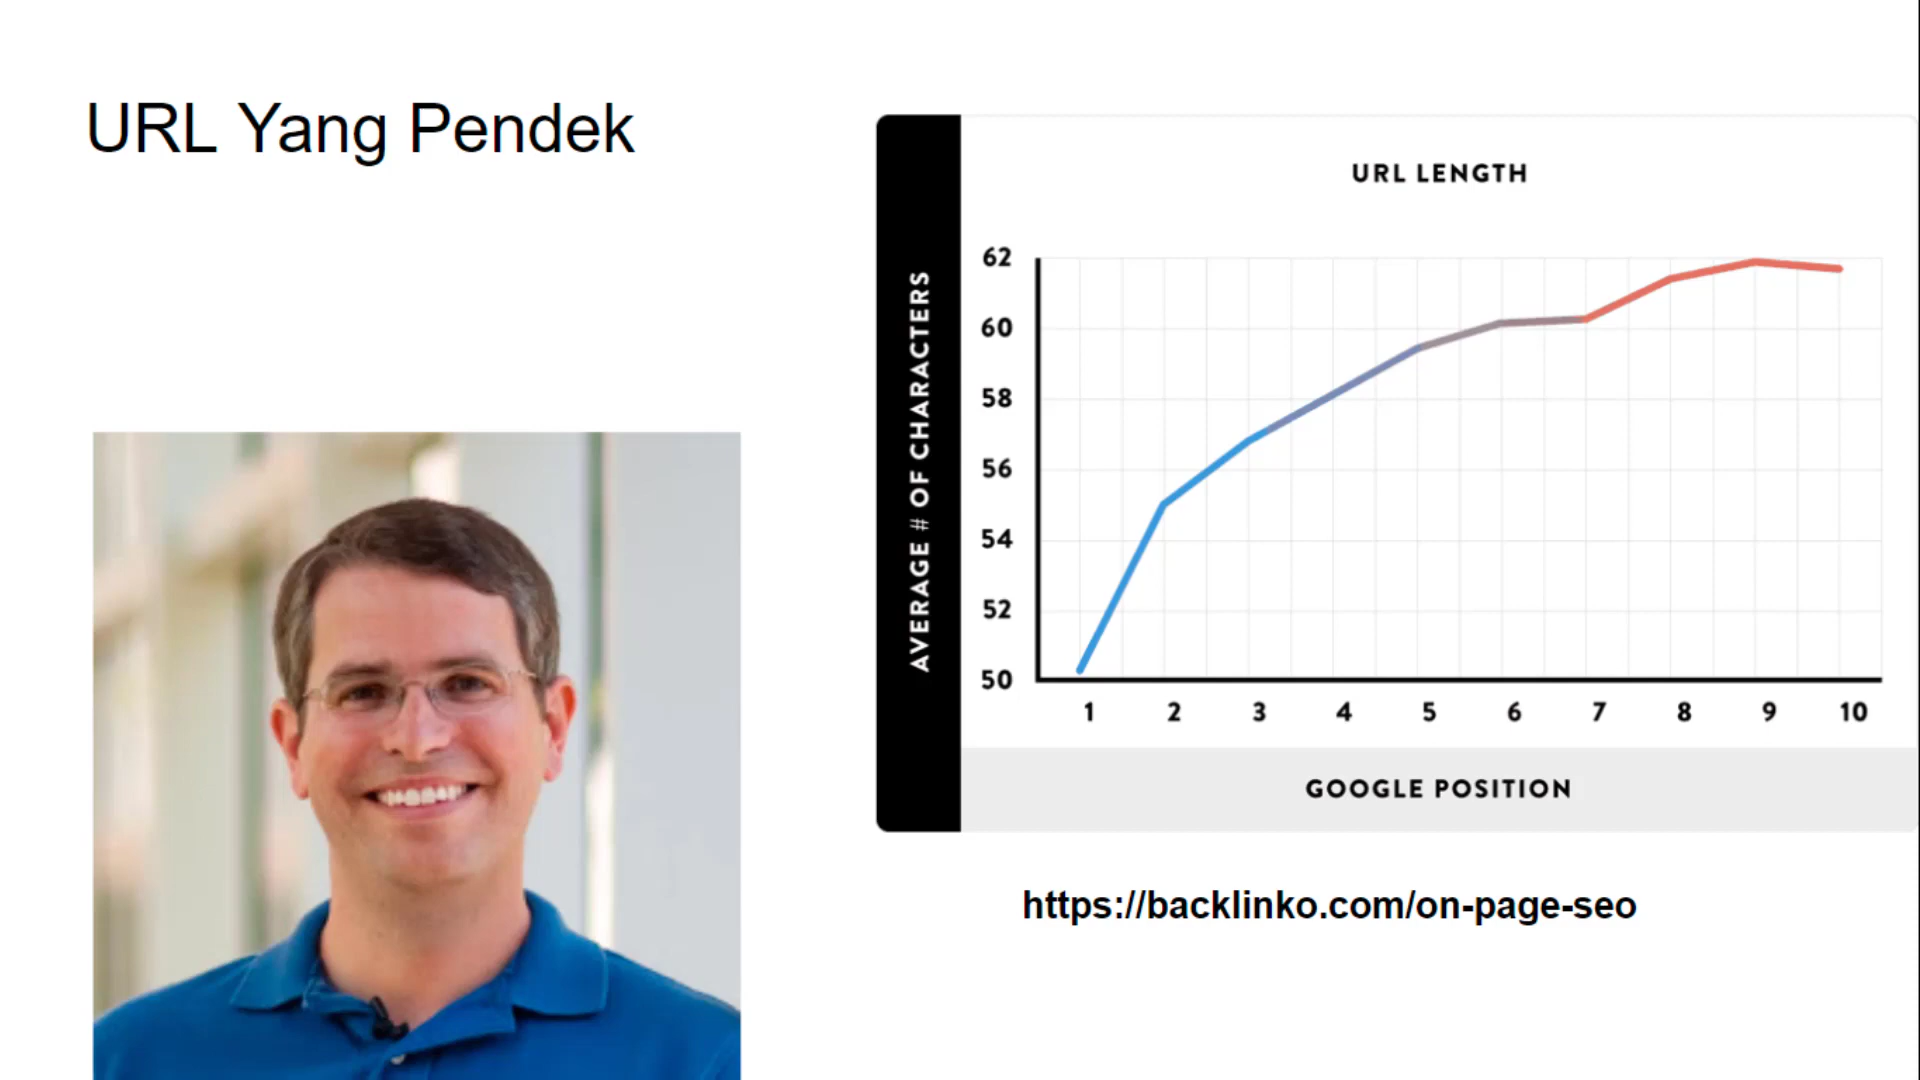 URL Yang Pendek
URL LENGTH
AVERAGE # OF CHARACTERS
62
60
58
56
54
52
50
1 2 3 4 5 6 7 8 9 10
GOOGLE POSITION
https://backlinko.com/on-page-seo